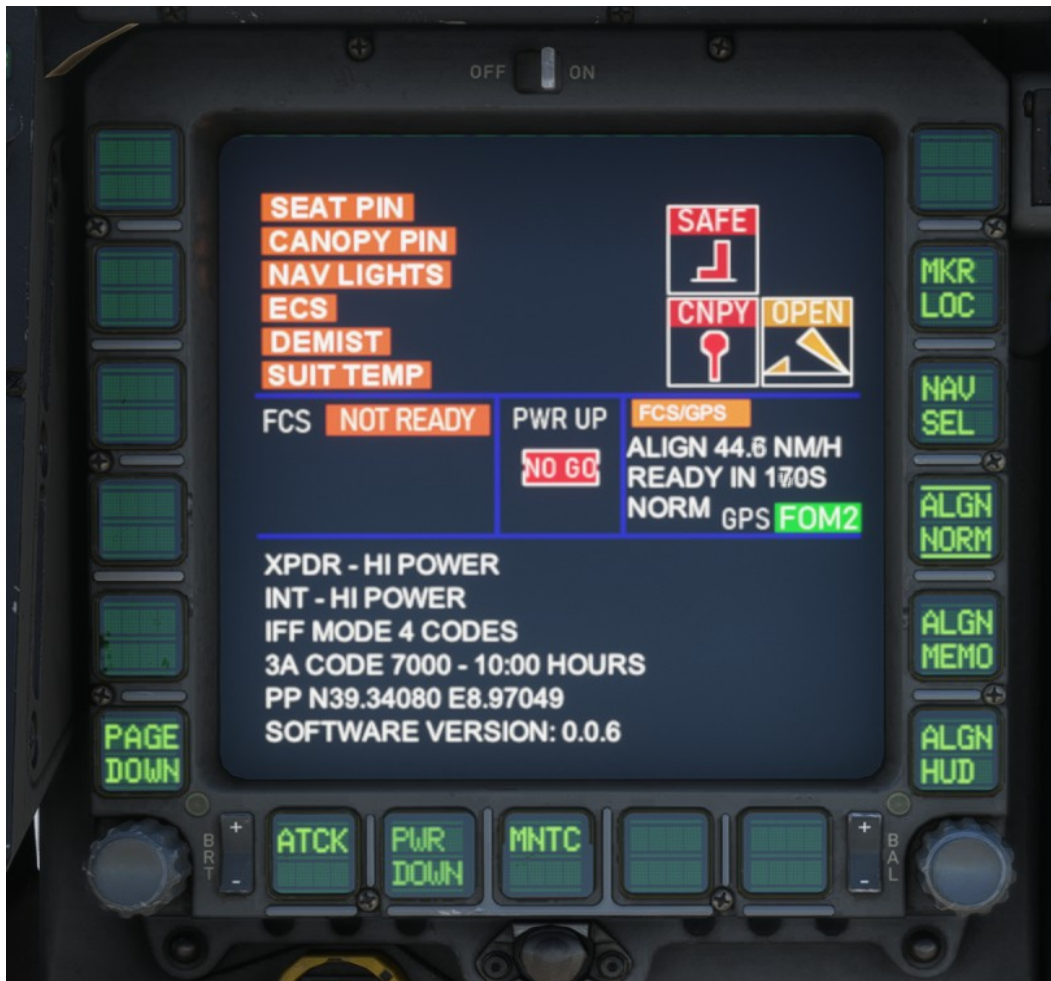 OFF ON
SEAT PIN
CANOPY PIN
NAV LIGHTS
ECS
DEMIST
SUIT TEMP
SAFE
CNPY OPEN
FCS NOT READY
PWR UP
NO GO
FCS/GPS
ALIGN 44.6 NM/H
READY IN 170S
NORM GPS FOM2
XPDR - HI POWER
INT - HI POWER
IFF MODE 4 CODES
3A CODE 7000 - 10:00 HOURS
PP N39.34080 E8.97049
SOFTWARE VERSION: 0.0.6
MKR
LOC
NAV
SEL
ALGN
NORM
ALGN
MEMO
ALGN
HUD
PAGE
DOWN
BRT
+
-
ATCK
PWR
DOWN
MNTC
+
-
BAL